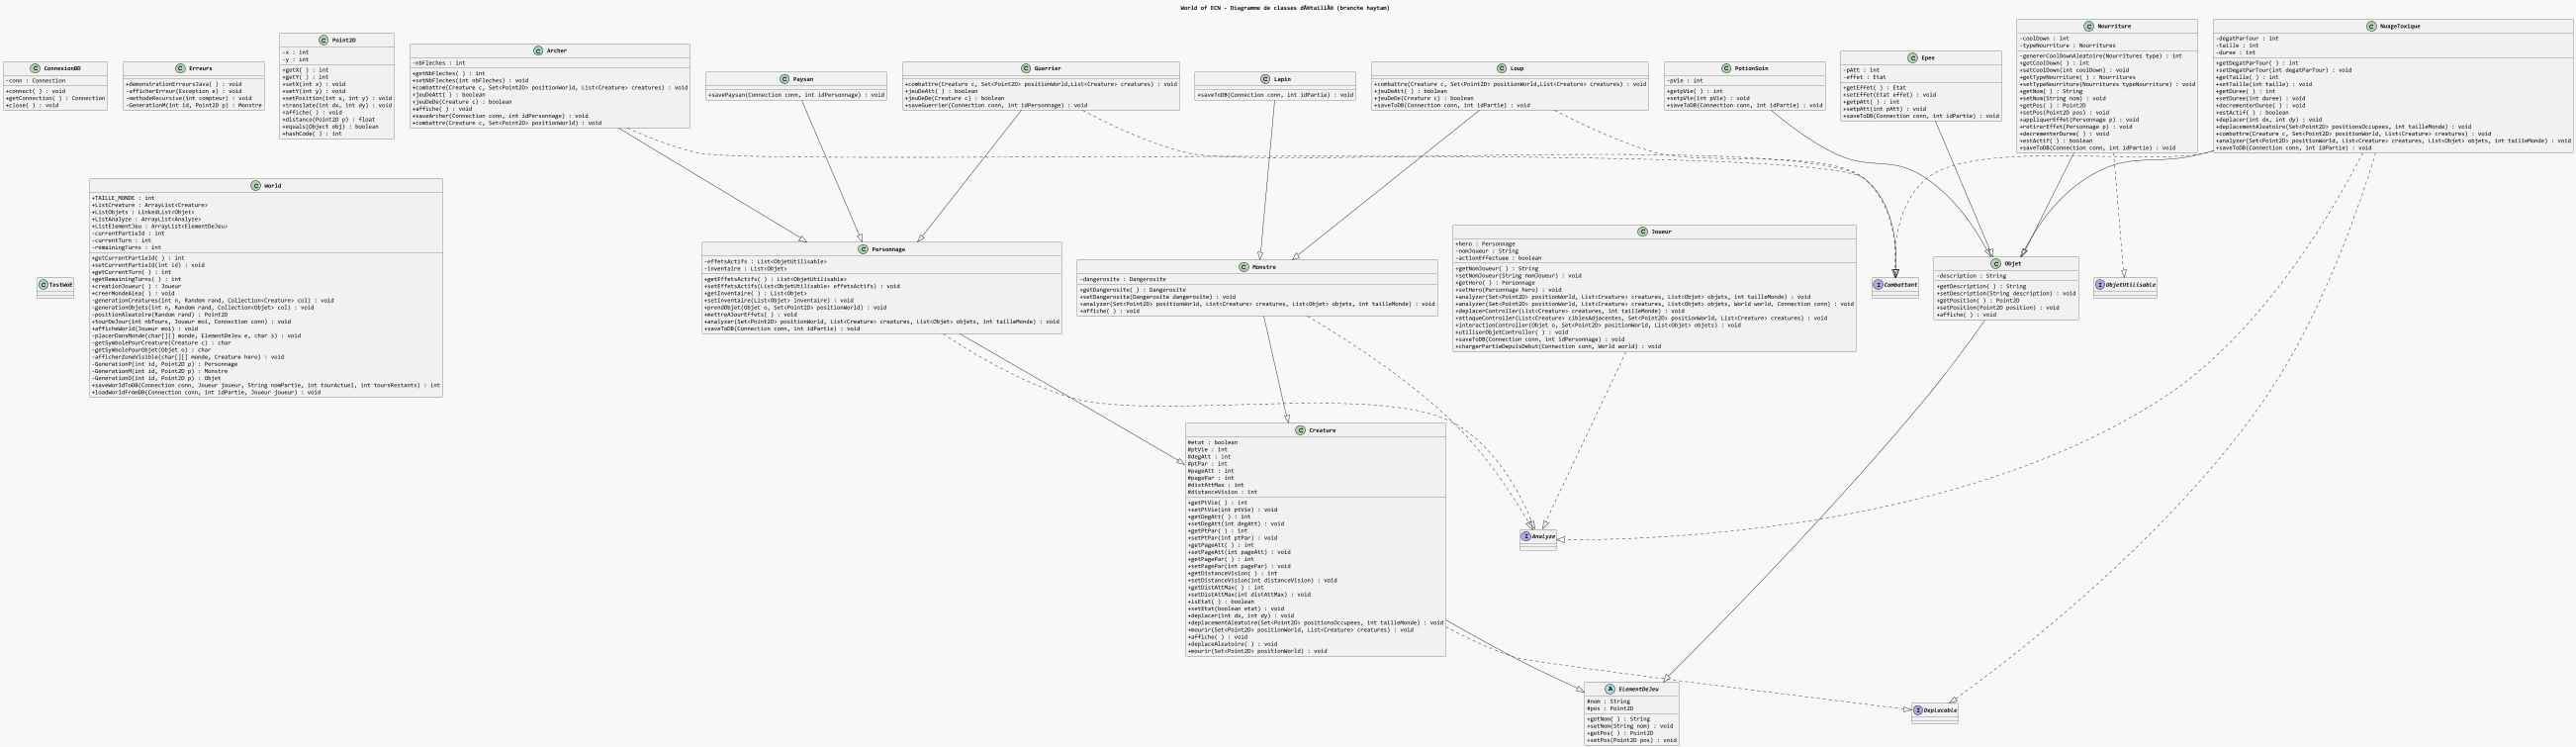 World of ECN - Diagramme de classes dÃ©taillÃ© (branche haytam)
ConnexionBD
-conn : Connection
+connect( ) : void
+getConnection( ) : Connection
+close( ) : void
Erreurs
+demonstrationErreursJava( ) : void
-afficherErreur(Exception e) : void
-methodeRecursive(int compteur) : void
-GenerationM(int id, Point2D p) : Monstre
Point2D
-x : int
-y : int
+getX( ) : int
+getY( ) : int
+setX(int x) : void
+setY(int y) : void
+setPosition(int x, int y) : void
+translate(int dx, int dy) : void
+affiche( ) : void
+distance(Point2D p) : float
+equals(Object obj) : boolean
+hashCode( ) : int
Archer
-nbFleches : int
+getNbFleches( ) : int
+setNbFleches(int nbFleches) : void
+combattre(Creature c, Set<Point2D> positionWorld, List<Creature> creatures) : void
+jeuDeAtt( ) : boolean
+jeuDeDe(Creature c) : boolean
+affiche( ) : void
+saveArcher(Connection conn, int idPersonnage) : void
+combattre(Creature c, Set<Point2D> positionWorld) : void
Paysan
+savePaysan(Connection conn, int idPersonnage) : void
Guerrier
+combattre(Creature c, Set<Point2D> positionWorld,List<Creature> creatures) : void
+jeuDeAtt( ) : boolean
+jeuDeDe(Creature c) : boolean
+saveGuerrier(Connection conn, int idPersonnage) : void
Lapin
+saveToDB(Connection conn, int idPartie) : void
Loup
+combattre(Creature c, Set<Point2D> positionWorld,List<Creature> creatures) : void
+jeuDeAtt( ) : boolean
+jeuDeDe(Creature c) : boolean
+saveToDB(Connection conn, int idPartie) : void
PotionSoin
-pVie : int
+getpVie( ) : int
+setpVie(int pVie) : void
+saveToDB(Connection conn, int idPartie) : void
Epee
-pAtt : int
-effet : Etat
+getEffet( ) : Etat
+setEffet(Etat effet) : void
+getpAtt( ) : int
+setpAtt(int pAtt) : void
+saveToDB(Connection conn, int idPartie) : void
Nourriture
-coolDown : int
-typeNourriture : Nourritures
-genererCoolDownAleatoire(Nourritures type) : int
+getCoolDown( ) : int
+setCoolDown(int coolDown) : void
+getTypeNourriture( ) : Nourritures
+setTypeNourriture(Nourritures typeNourriture) : void
+getNom( ) : String
+setNom(String nom) : void
+getPos( ) : Point2D
+setPos(Point2D pos) : void
+appliquerEffet(Personnage p) : void
+retirerEffet(Personnage p) : void
+decrementerDuree( ) : void
+estActif( ) : boolean
+saveToDB(Connection conn, int idPartie) : void
NuageToxique
-degatParTour : int
-taille : int
-duree : int
+getDegatParTour( ) : int
+setDegatParTour(int degatParTour) : void
+getTaille( ) : int
+setTaille(int taille) : void
+getDuree( ) : int
+setDuree(int duree) : void
+decrementerDuree( ) : void
+estActif( ) : boolean
+deplacer(int dx, int dy) : void
+deplacementAleatoire(Set<Point2D> positionsOccupees, int tailleMonde) : void
+combattre(Creature c, Set<Point2D> positionWorld, List<Creature> creatures) : void
+analyzer(Set<Point2D> positionWorld, List<Creature> creatures, List<Objet> objets, int tailleMonde) : void
+saveToDB(Connection conn, int idPartie) : void
TestWoE
World
+TAILLE_MONDE : int
+ListCreature : ArrayList<Creature>
+ListObjets : LinkedList<Objet>
+ListAnalyze : ArrayList<Analyze>
+ListElementJeu : ArrayList<ElementDeJeu>
-currentPartieId : int
-currentTurn : int
-remainingTurns : int
+getCurrentPartieId( ) : int
+setCurrentPartieId(int id) : void
+getCurrentTurn( ) : int
+getRemainingTurns( ) : int
+creationJoueur( ) : Joueur
+creerMondeAlea( ) : void
-generationCreatures(int n, Random rand, Collection<Creature> col) : void
-generationObjets(int n, Random rand, Collection<Objet> col) : void
-positionAleatoire(Random rand) : Point2D
+tourDeJour(int nbTours, Joueur moi, Connection conn) : void
+afficheWorld(Joueur moi) : void
-placerDansMonde(char[][] monde, ElementDeJeu e, char s) : void
-getSymbolePourCreature(Creature c) : char
-getSymbolePourObjet(Objet o) : char
-afficherZoneVisible(char[][] monde, Creature hero) : void
-GenerationP(int id, Point2D p) : Personnage
-GenerationM(int id, Point2D p) : Monstre
-GenerationO(int id, Point2D p) : Objet
+saveWorldToDB(Connection conn, Joueur joueur, String nomPartie, int tourActuel, int toursRestants) : int
+loadWorldFromDB(Connection conn, int idPartie, Joueur joueur) : void
Personnage
-effetsActifs : List<ObjetUtilisable>
-inventaire : List<Objet>
+getEffetsActifs( ) : List<ObjetUtilisable>
+setEffetsActifs(List<ObjetUtilisable> effetsActifs) : void
+getInventaire( ) : List<Objet>
+setInventaire(List<Objet> inventaire) : void
+prendObjet(Objet o, Set<Point2D> positionWorld) : void
+mettreAJourEffets( ) : void
+analyzer(Set<Point2D> positionWorld, List<Creature> creatures, List<Objet> objets, int tailleMonde) : void
+saveToDB(Connection conn, int idPartie) : void
Monstre
-dangerosite : Dangerosite
+getDangerosite( ) : Dangerosite
+setDangerosite(Dangerosite dangerosite) : void
+analyzer(Set<Point2D> positionWorld, List<Creature> creatures, List<Objet> objets, int tailleMonde) : void
+affiche( ) : void
Joueur
+hero : Personnage
-nomJoueur : String
-actionEffectuee : boolean
+getNomJoueur( ) : String
+setNomJoueur(String nomJoueur) : void
+getHero( ) : Personnage
+setHero(Personnage hero) : void
+analyzer(Set<Point2D> positionWorld, List<Creature> creatures, List<Objet> objets, int tailleMonde) : void
+analyzer(Set<Point2D> positionWorld, List<Creature> creatures, List<Objet> objets, World world, Connection conn) : void
+deplacerController(List<Creature> creatures, int tailleMonde) : void
+attaqueController(List<Creature> ciblesAdjacentes, Set<Point2D> positionWorld, List<Creature> creatures) : void
+interactionController(Objet o, Set<Point2D> positionWorld, List<Objet> objets) : void
+utiliserObjetController( ) : void
+saveToDB(Connection conn, int idPersonnage) : void
+chargerPartieDepuisDebut(Connection conn, World world) : void
Combattant
Objet
-description : String
+getDescription( ) : String
+setDescription(String description) : void
+getPosition( ) : Point2D
+setPosition(Point2D position) : void
+affiche( ) : void
ObjetUtilisable
Creature
#etat : boolean
#ptVie : int
#degAtt : int
#ptPar : int
#pageAtt : int
#pagePar : int
#distAttMax : int
#distanceVision : int
+getPtVie( ) : int
+setPtVie(int ptVie) : void
+getDegAtt( ) : int
+setDegAtt(int degAtt) : void
+getPtPar( ) : int
+setPtPar(int ptPar) : void
+getPageAtt( ) : int
+setPageAtt(int pageAtt) : void
+getPagePar( ) : int
+setPagePar(int pagePar) : void
+getDistanceVision( ) : int
+setDistanceVision(int distanceVision) : void
+getDistAttMax( ) : int
+setDistAttMax(int distAttMax) : void
+isEtat( ) : boolean
+setEtat(boolean etat) : void
+deplacer(int dx, int dy) : void
+deplacementAleatoire(Set<Point2D> positionsOccupees, int tailleMonde) : void
+mourir(Set<Point2D> positionWorld, List<Creature> creatures) : void
+affiche( ) : void
+deplaceAleatoire( ) : void
+mourir(Set<Point2D> positionWorld) : void
Analyze
ElementDeJeu
#nom : String
#pos : Point2D
+getNom( ) : String
+setNom(String nom) : void
+getPos( ) : Point2D
+setPos(Point2D pos) : void
Deplacable